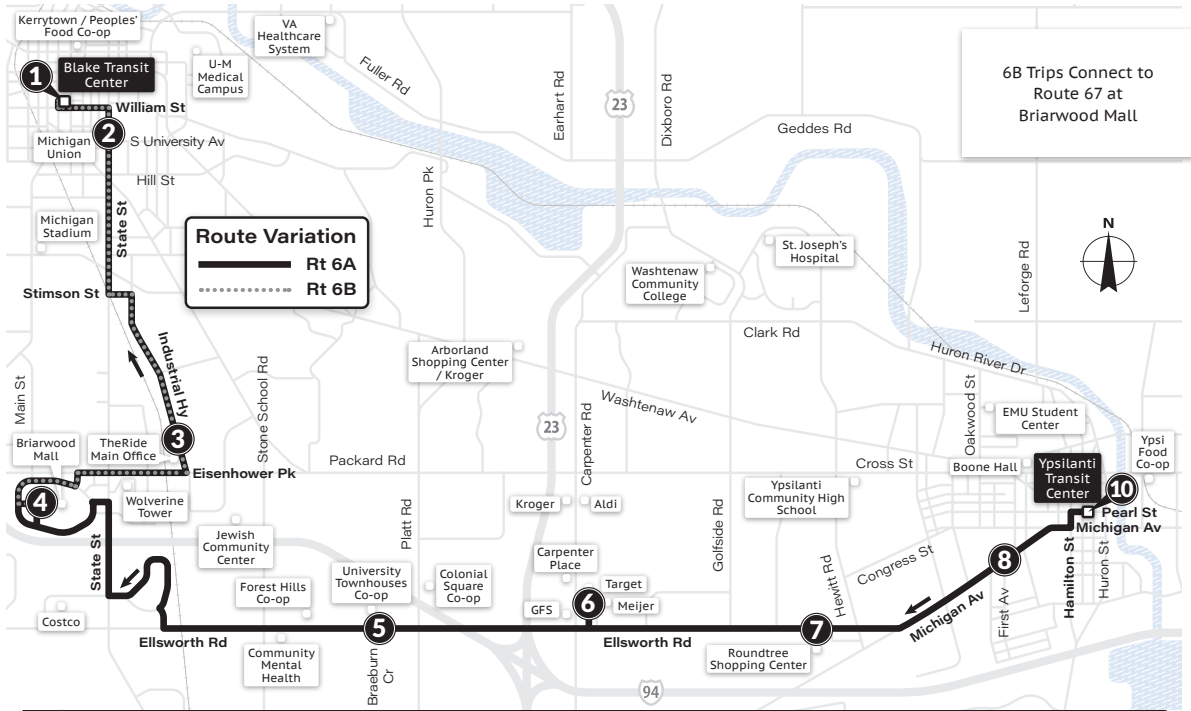 Kerrytown / Peoples'
Food Co-op
VA
Healthcare
System
6B Trips Connect to
Route 67 at
Briarwood Mall
1
Blake Transit
Center
U-M
Medical
Campus
Fuller Rd
Earhart Rd
23
Dixboro Rd
William St
Geddes Rd
2
S University Av
Michigan
Union
Hill St
Huron Pk
Michigan
Stadium
State St
Route Variation
Rt 6A
Rt 6B
N
St. Joseph's
Hospital
Washtenaw
Community
College
Leforge Rd
Stimson St
Clark Rd
Industrial Hy
Arborland
Shopping Center
/ Kroger
Huron River Dr
Main St
Stone School Rd
Washtenaw Av
Oakwood St
23
Carpenter Rd
EMU Student
Center
3
Briarwood
Mall
TheRide
Main Office
Packard Rd
Cross St
Boone Hall
Ypsilanti
Transit
Center
Ypsi
Food
Co-op
Eisenhower Pk
4
Wolverine
Tower
Kroger
Aldi
Ypsilanti
Community High
School
10
Pearl St
Michigan Av
Jewish
Community
Center
Platt Rd
Golfside Rd
State St
Forest Hills
Co-op
University
Townhouses
Co-op
Colonial
Square
Co-op
Carpenter
Place
Target
GFS
6
Meijer
Hewitt Rd
Congress St
8
Hamilton St
Huron St
Costco
Ellsworth Rd
5
Ellsworth Rd
7
Michigan Av
First Av
Community
Mental
Health
Braeburn
Cr
Roundtree
Shopping Center
94